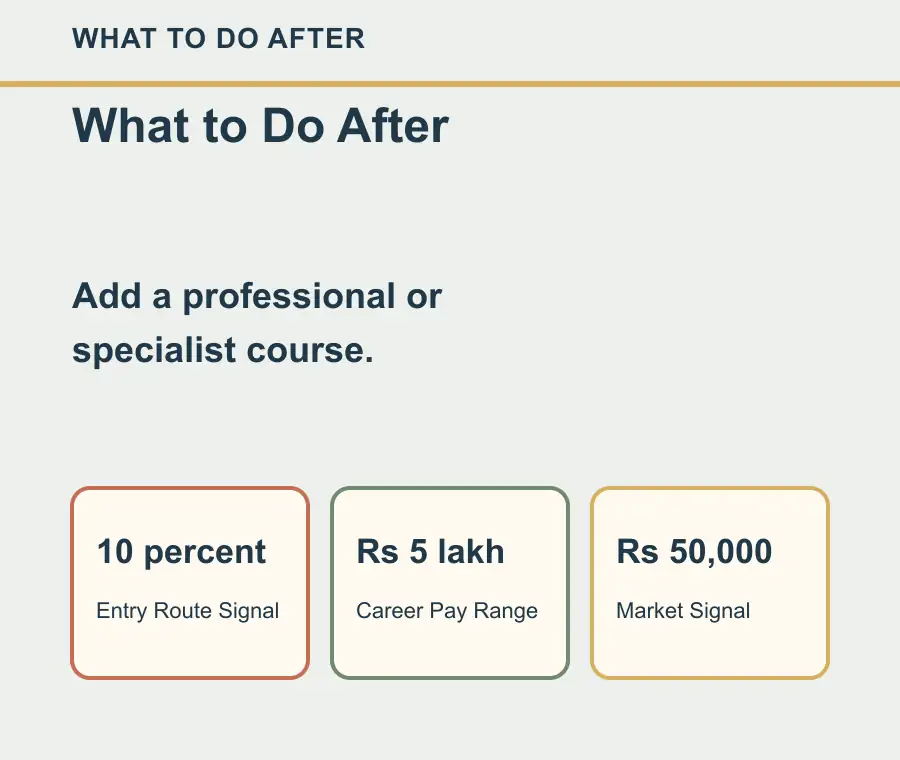 WHAT TO DO AFTER
What to Do After
Add a professional or
specialist course.
10 percent
Entry Route Signal
Rs 5 lakh
Career Pay Range
Rs 50,000
Market Signal